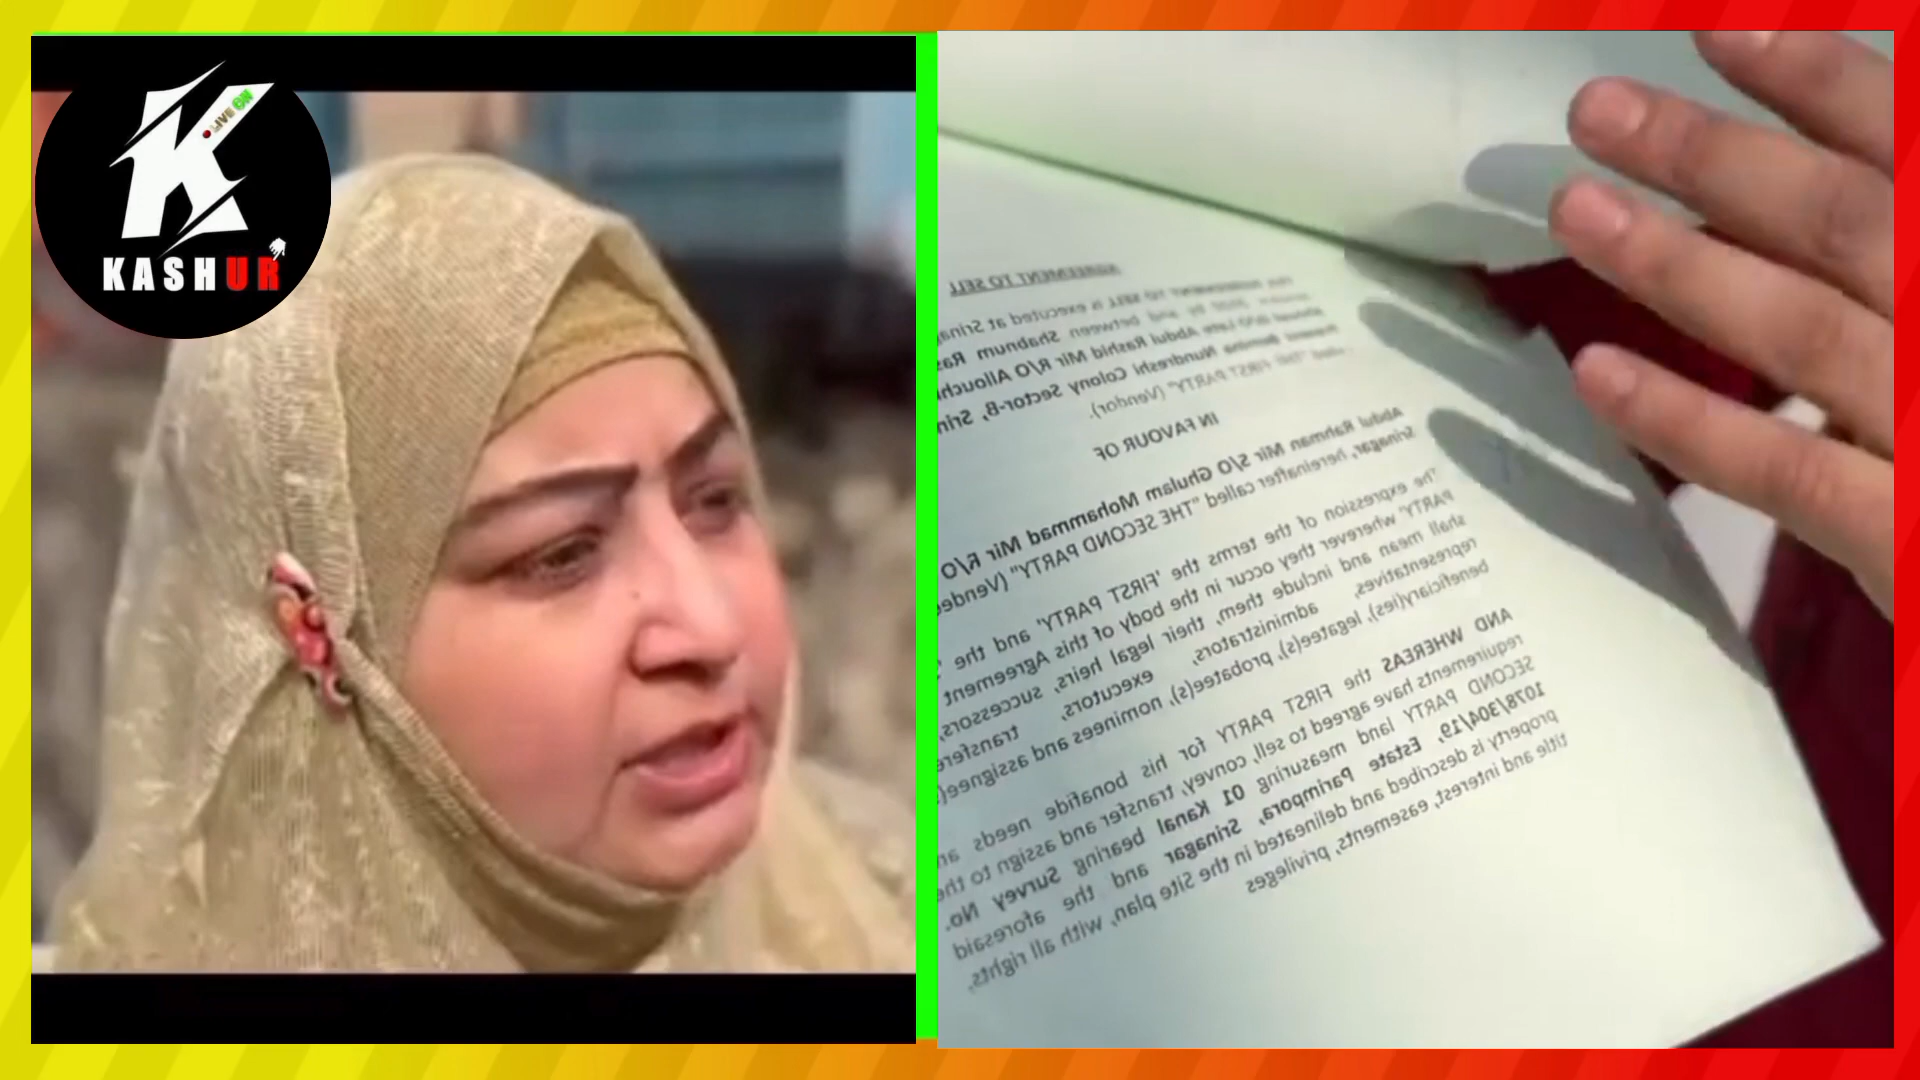 LIVE ON
KASHUR
AGREEMENT TO SELL
THIS AGREEMENT TO SELL is executed at
by and between Shabnum
Late Abdul Rashid Mir R/O
Bemina Nundreshi Colony Sector-B,
FIRST PARTY" (Vendor).
IN FAVOUR OF
Abdul Rahman Mir S/O Ghulam Mohammad Mir R/O
Srinagar, hereinafter called "THE SECOND PARTY"
The expression of the terms the 'FIRST PARTY' and the
PARTY' wherever they occur in the body of this Agreement
shall mean and include them, their legal heirs, successors,
representatives, administrators, executors,
beneficiary(ies), legatee(s), probatee(s), nominees and
AND WHEREAS the FIRST PARTY for his bonafide needs
requirements have agreed to sell, convey, transfer and assign to the
SECOND PARTY land measuring 01 Kanal bearing Survey No.
1078/304/19, Estate Parimpora, Srinagar and the aforesaid
property is described and delineated in the Site plan, with all rights,
title and interest, easements, privileges